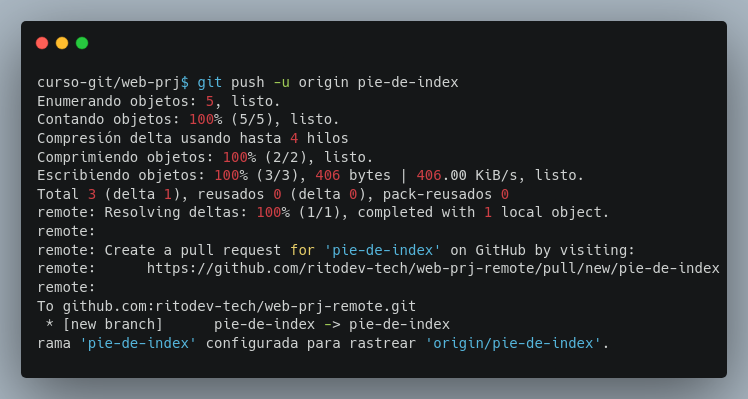 curso-git/web-prj$ git push -u origin pie-de-index
Enumerando objetos: 5, listo.
Contando objetos: 100% (5/5), listo.
Compresión delta usando hasta 4 hilos
Comprimiendo objetos: 100% (2/2), listo.
Escribiendo objetos: 100% (3/3), 406 bytes | 406.00 KiB/s, listo.
Total 3 (delta 1), reusados 0 (delta 0), pack-reusados 0
remote: Resolving deltas: 100% (1/1), completed with 1 local object.
remote:
remote: Create a pull request for 'pie-de-index' on GitHub by visiting:
remote:      https://github.com/ritodev-tech/web-prj-remote/pull/new/pie-de-index
remote:
To github.com:ritodev-tech/web-prj-remote.git
 * [new branch]      pie-de-index -> pie-de-index
rama 'pie-de-index' configurada para rastrear 'origin/pie-de-index'.